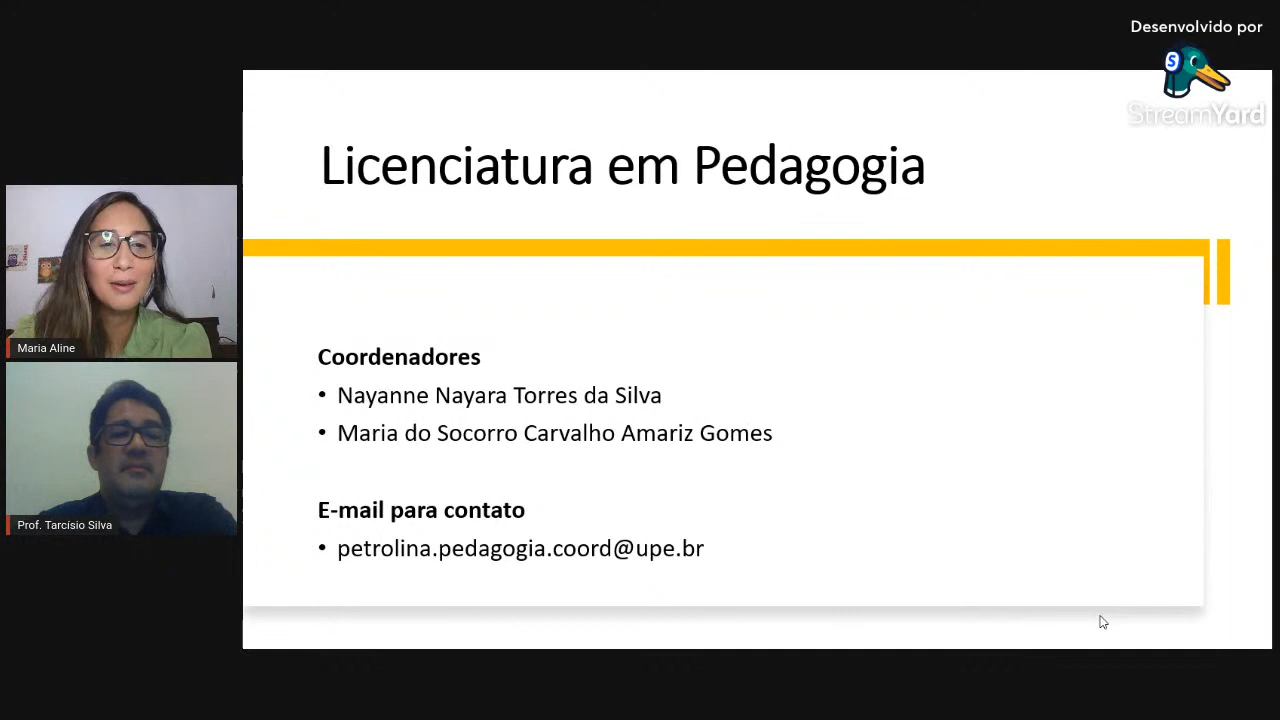 Desenvolvido por
StreamYard
Licenciatura em Pedagogia
Maria Aline
Prof. Tarcísio Silva
Coordenadores
• Nayanne Nayara Torres da Silva
• Maria do Socorro Carvalho Amariz Gomes
E-mail para contato
• petrolina.pedagogia.coord@upe.br